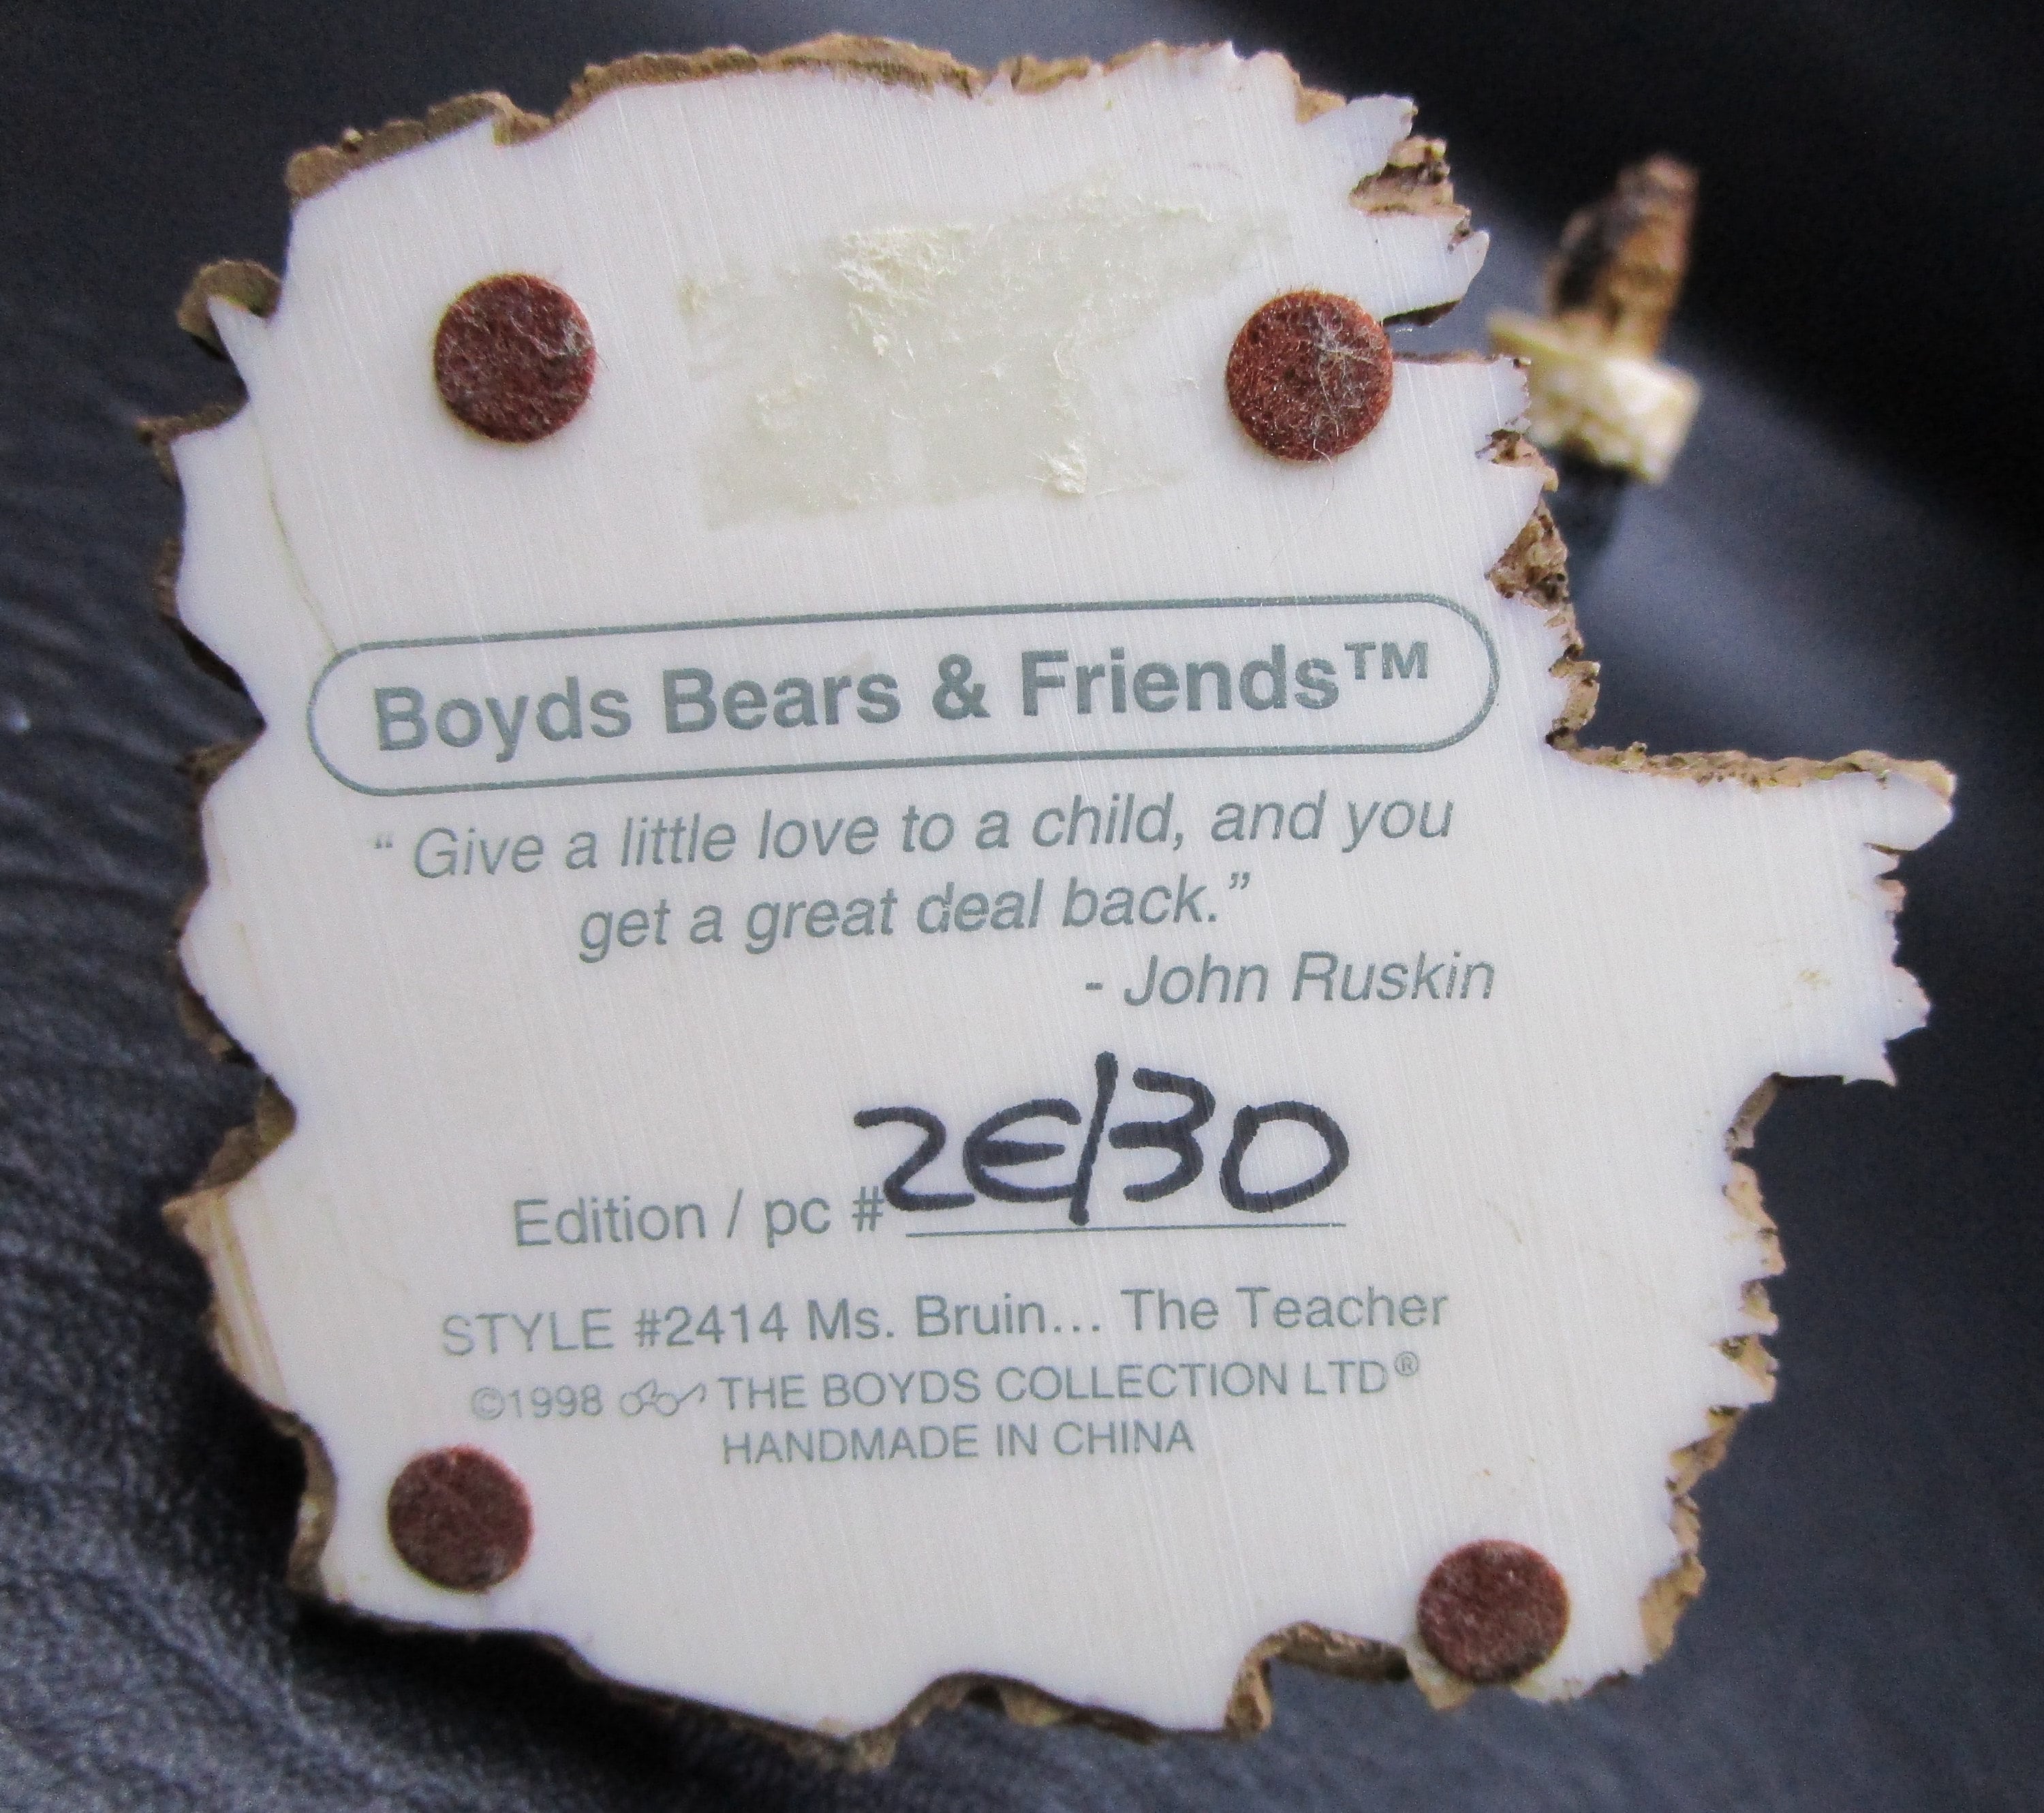 Boyds Bears & Friends™
“ Give a little love to a child, and you
get a great deal back.”
- John Ruskin
Edition / pc # 2E/30
STYLE #2414 Ms. Bruin... The Teacher
©1998 THE BOYDS COLLECTION LTD®
HANDMADE IN CHINA